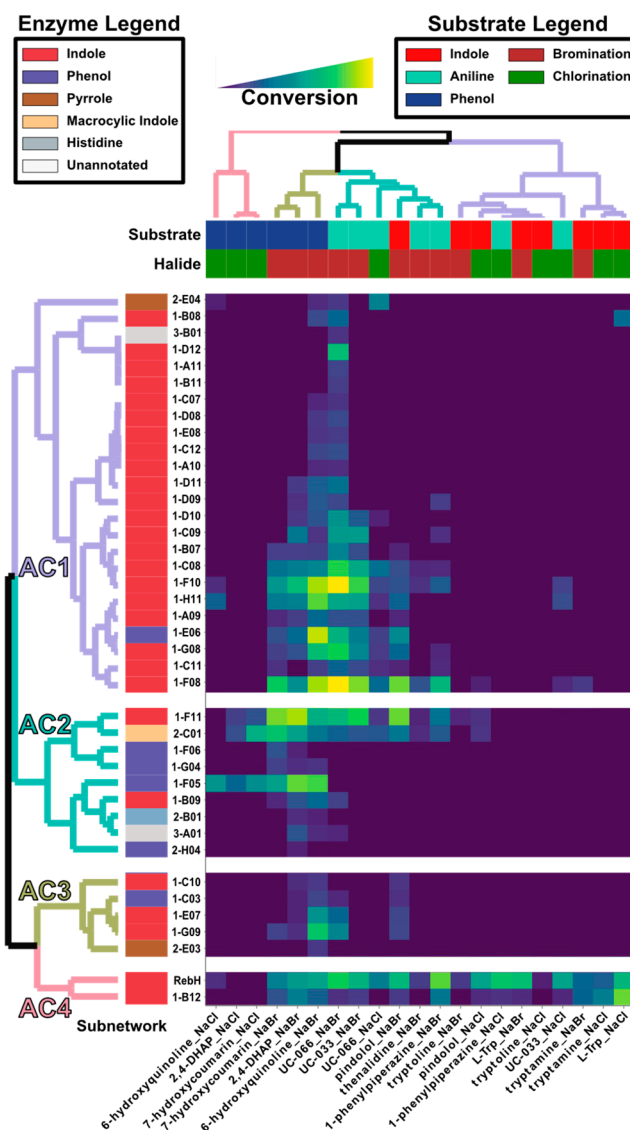 Enzyme Legend
Indole
Phenol
Pyrrole
Macrocylic Indole
Histidine
Unannotated
Conversion
Substrate Legend
Indole
Bromination
Aniline
Chlorination
Phenol
Substrate
Halide
2-E04
1-B08
3-B01
1-D12
1-A11
1-B11
1-C07
1-D08
1-E08
1-C12
1-A10
1-D11
1-D09
1-D10
1-C09
1-B07
AC1
1-C08
1-F10
1-H11
1-A09
1-E06
1-G08
1-C11
1-F08
AC2
1-F11
2-C01
1-F06
1-G04
1-F05
1-B09
2-B01
3-A01
2-H04
AC3
1-C10
1-C03
1-E07
1-G09
2-E03
AC4
RebH
1-B12
Subnetwork
6-hydroxyquinoline_NaCl
2,4-DHAP_NaCl
7-hydroxycoumarin_NaCl
7-hydroxycoumarin_NaBr
2,4-DHAP_NaBr
6-hydroxyquinoline_NaBr
UC-066_NaBr
UC-033_NaBr
UC-066_NaCl
pindolol_NaBr
thenalidine_NaBr
1-phenylpiperazine_NaBr
tryptoline_NaBr
pindolol_NaCl
1-phenylpiperazine_NaCl
L-Trp_NaBr
tryptoline_NaCl
UC-033_NaCl
tryptamine_NaBr
tryptamine_NaCl
L-Trp_NaCl